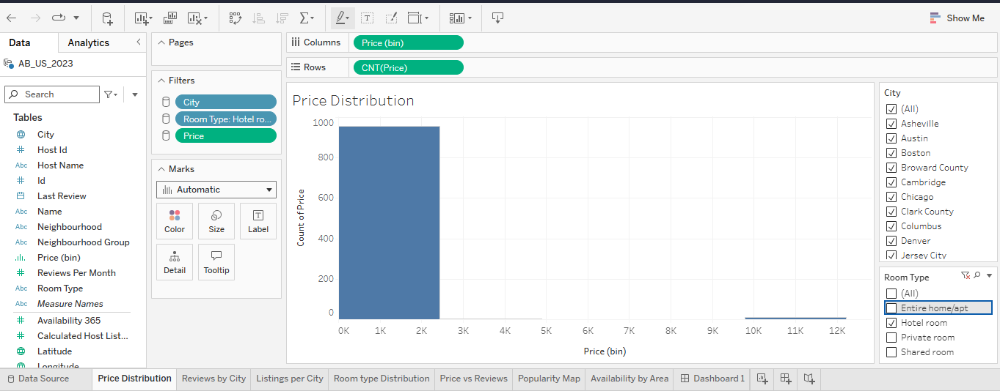 Show Me
Data
Analytics
AB_US_2023
Search
Tables
City
Host Id
Abc
Host Name
Id
Last Review
Abc
Name
Abc
Neighbourhood
Abc
Neighbourhood Group
Price (bin)
Reviews Per Month
Abc
Room Type
Abc
Measure Names
Availability 365
Calculated Host List...
Latitude
Longitude
Pages
Filters
City
Room Type: Hotel ro...
Price
Marks
Automatic
Color
Size
Label
Detail
Tooltip
Columns
Price (bin)
Rows
CNT(Price)
Price Distribution
Count of Price
1000
800
600
400
200
0
0K 1K 2K 3K 4K 5K 6K 7K 8K 9K 10K 11K 12K
Price (bin)
City
(All)
Asheville
Austin
Boston
Broward County
Cambridge
Chicago
Clark County
Columbus
Denver
Jersey City
Room Type
(All)
Entire home/apt
Hotel room
Private room
Shared room
Data Source
Price Distribution
Reviews by City
Listings per City
Room type Distribution
Price vs Reviews
Popularity Map
Availability by Area
Dashboard 1